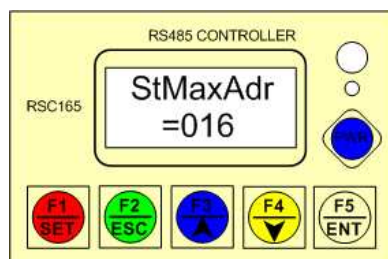 RS485 CONTROLLER
RSC165
StMaxAdr
=016
PWR
F1
SET
F2
ESC
F3
F4
F5
ENT